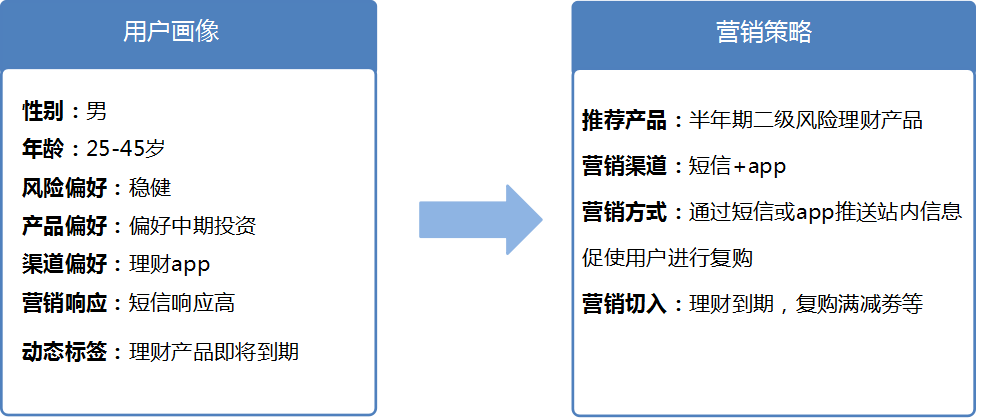 用户画像
性别：男
年龄：25-45岁
风险偏好：稳健
产品偏好：偏好中期投资
渠道偏好：理财app
营销响应：短信响应高
动态标签：理财产品即将到期
营销策略
推荐产品：半年期二级风险理财产品
营销渠道：短信+app
营销方式：通过短信或app推送站内信息
促使用户进行复购
营销切入：理财到期，复购满减劵等